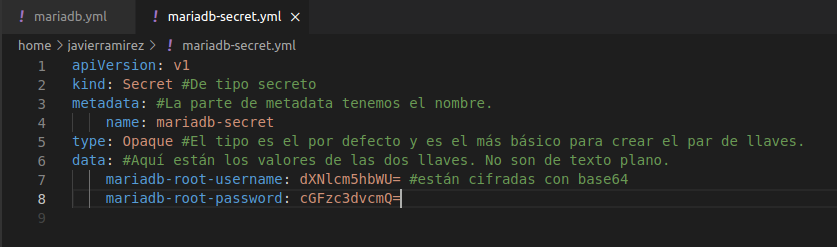 ! mariadb.yml ! mariadb-secret.yml ×
home > javierramirez > ! mariadb-secret.yml
1 apiVersion: v1
2 kind: Secret #De tipo secreto
3 metadata: #La parte de metadata tenemos el nombre.
4 name: mariadb-secret
5 type: Opaque #El tipo es el por defecto y es el más básico para crear el par de llaves.
6 data: #Aquí están los valores de las dos llaves. No son de texto plano.
7 mariadb-root-username: dXNlcm5hbWU= #están cifradas con base64
8 mariadb-root-password: cGFzc3dvcmQ=
9